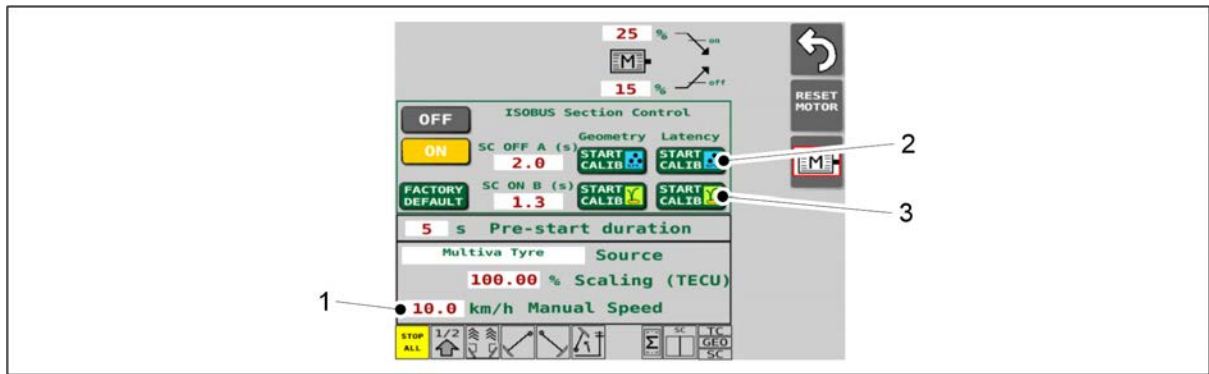 25 %
on
M
15 %
off
RESET
MOTOR
OFF
ISOBUS Section Control
Geometry Latency
ON
SC OFF A (s)
2.0
START
CALIB
START
CALIB
2
M
FACTORY
DEFAULT
SC ON B (s)
1.3
START
CALIB
START
CALIB
3
5 s Pre-start duration
Multiva Tyre Source
100.00 % Scaling (TECU)
1
10.0 km/h Manual Speed
STOP
ALL
1/2
Σ
SC
TC
GEO
SC